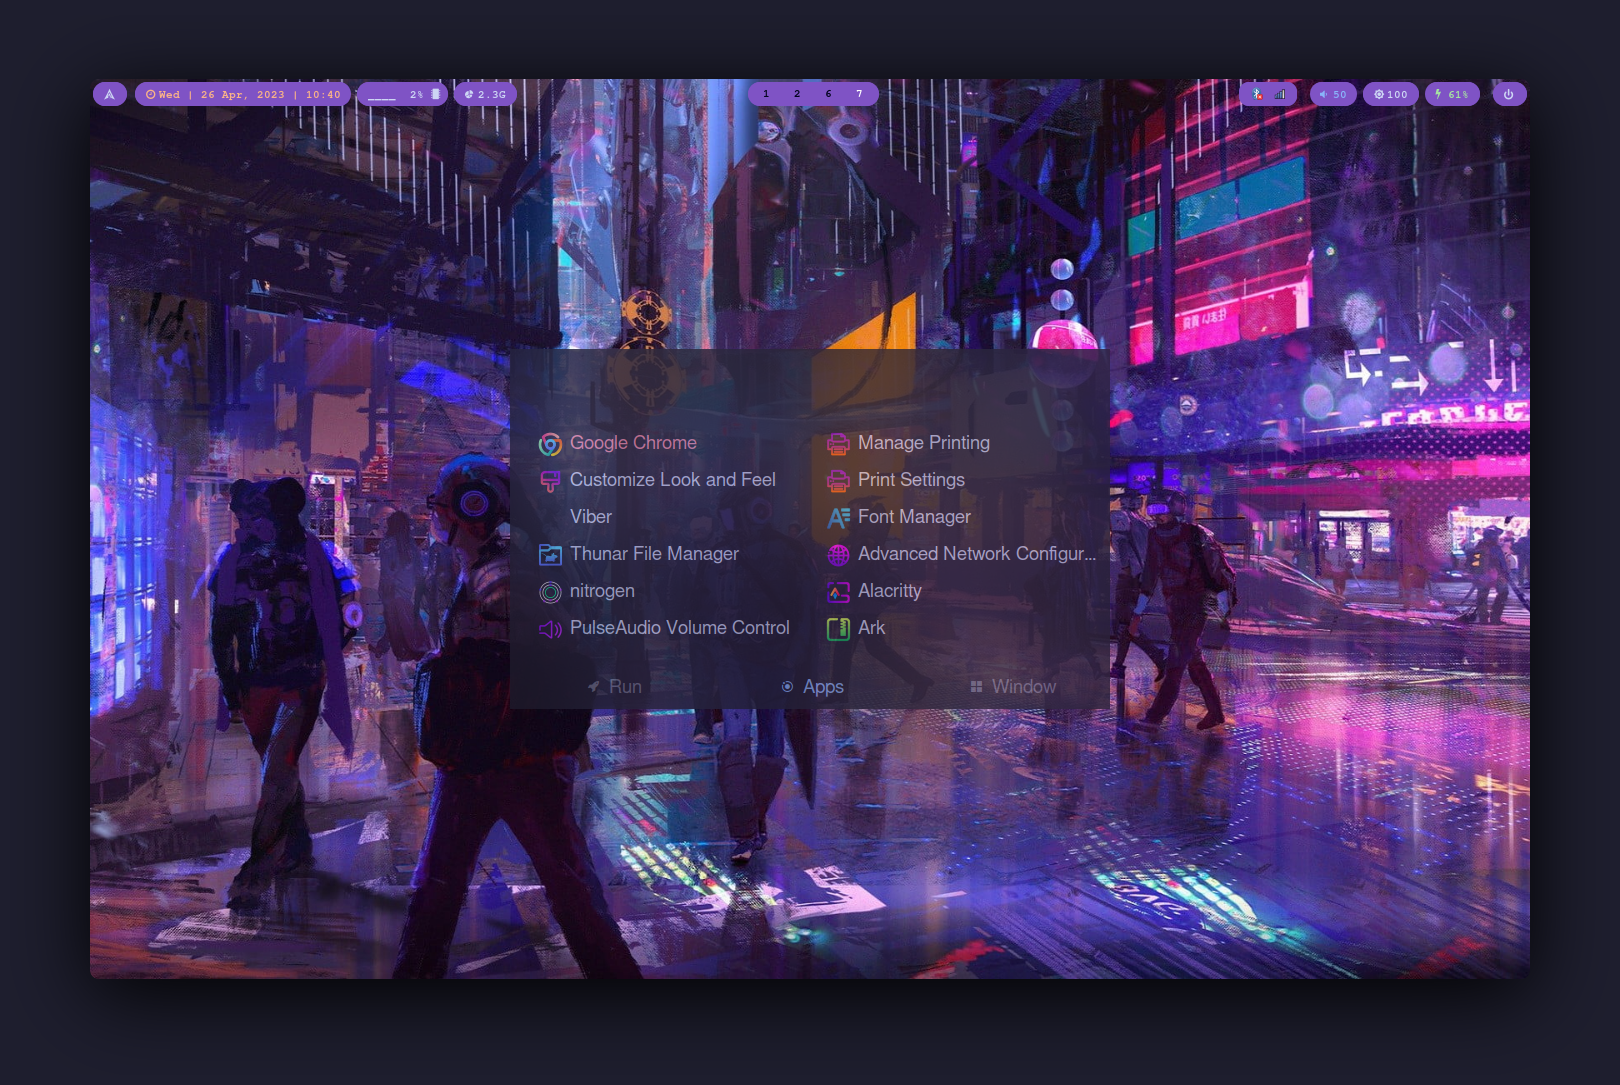 Wed | 26 Apr, 2023 | 10:40
2%
2.3G
1 2 6 7
50
100
61%
Google Chrome
Customize Look and Feel
Viber
Thunar File Manager
nitrogen
PulseAudio Volume Control
Manage Printing
Print Settings
Font Manager
Advanced Network Configur...
Alacritty
Ark
Run
Apps
Window